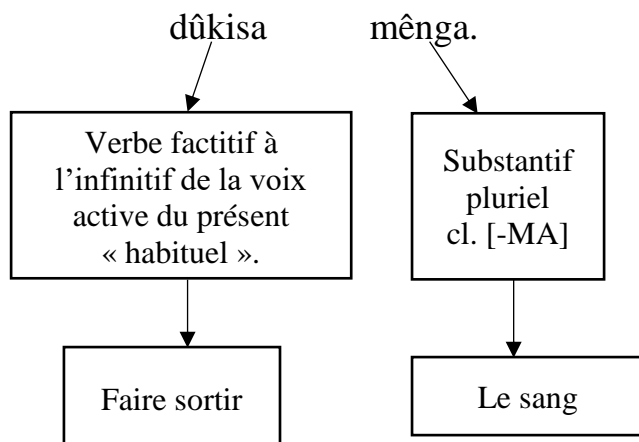 dûkisa mênga.
Verbe factitif à
l’infinitif de la voix
active du présent
« habituel ».
Substantif
pluriel
cl. [-MA]
Faire sortir
Le sang